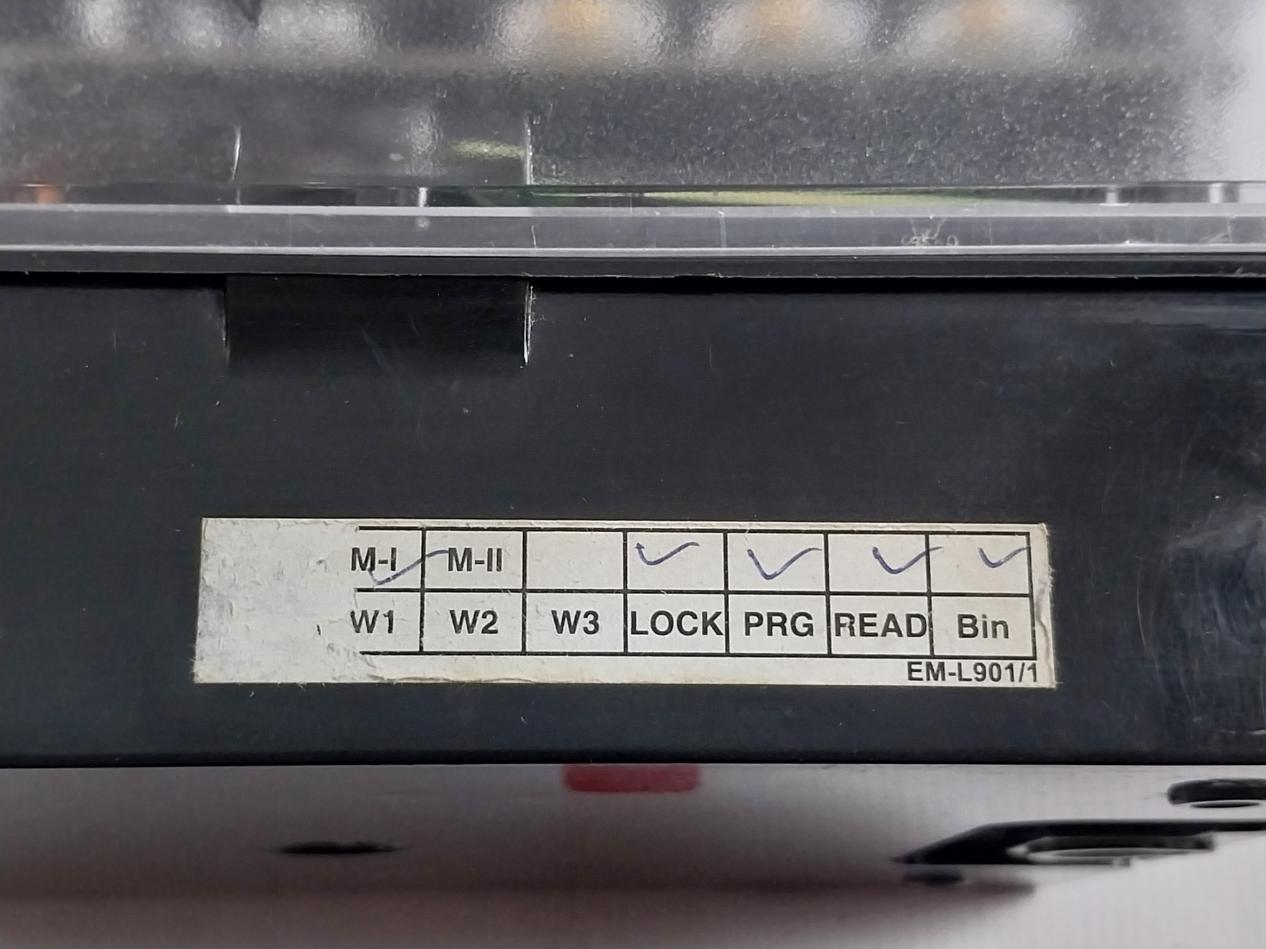 M-I M-II ✓ ✓ ✓ ✓
W1 W2 W3 LOCK PRG READ Bin
EM-L901/1